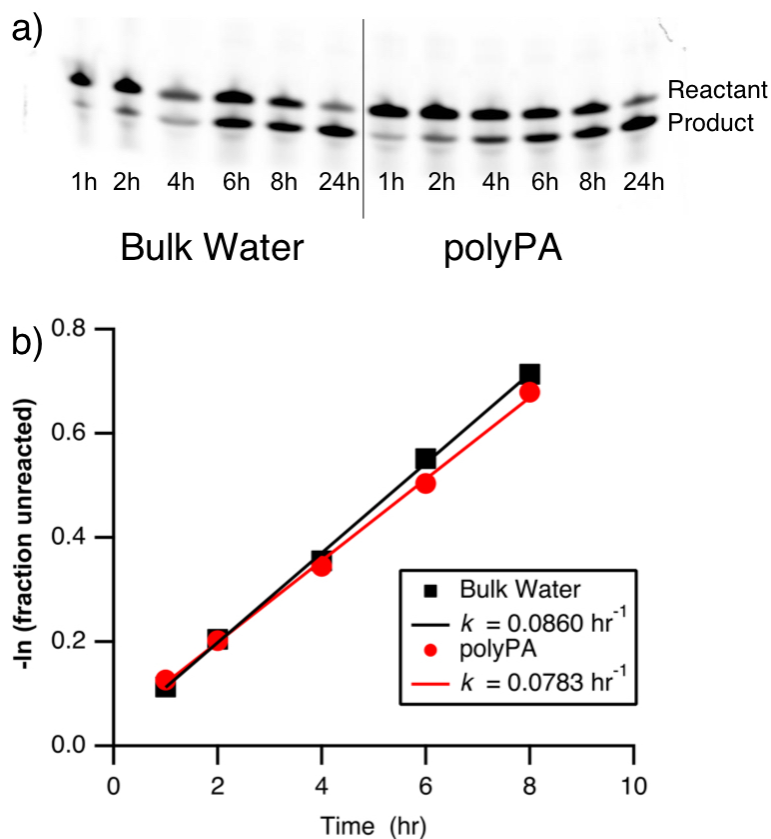 a)
Reactant
Product
1h 2h 4h 6h 8h 24h 1h 2h 4h 6h 8h 24h
Bulk Water polyPA
b)
-ln (fraction unreacted)
0.8
0.6
0.4
0.2
0.0
Bulk Water
k = 0.0860 hr⁻¹
polyPA
k = 0.0783 hr⁻¹
0 2 4 6 8 10
Time (hr)